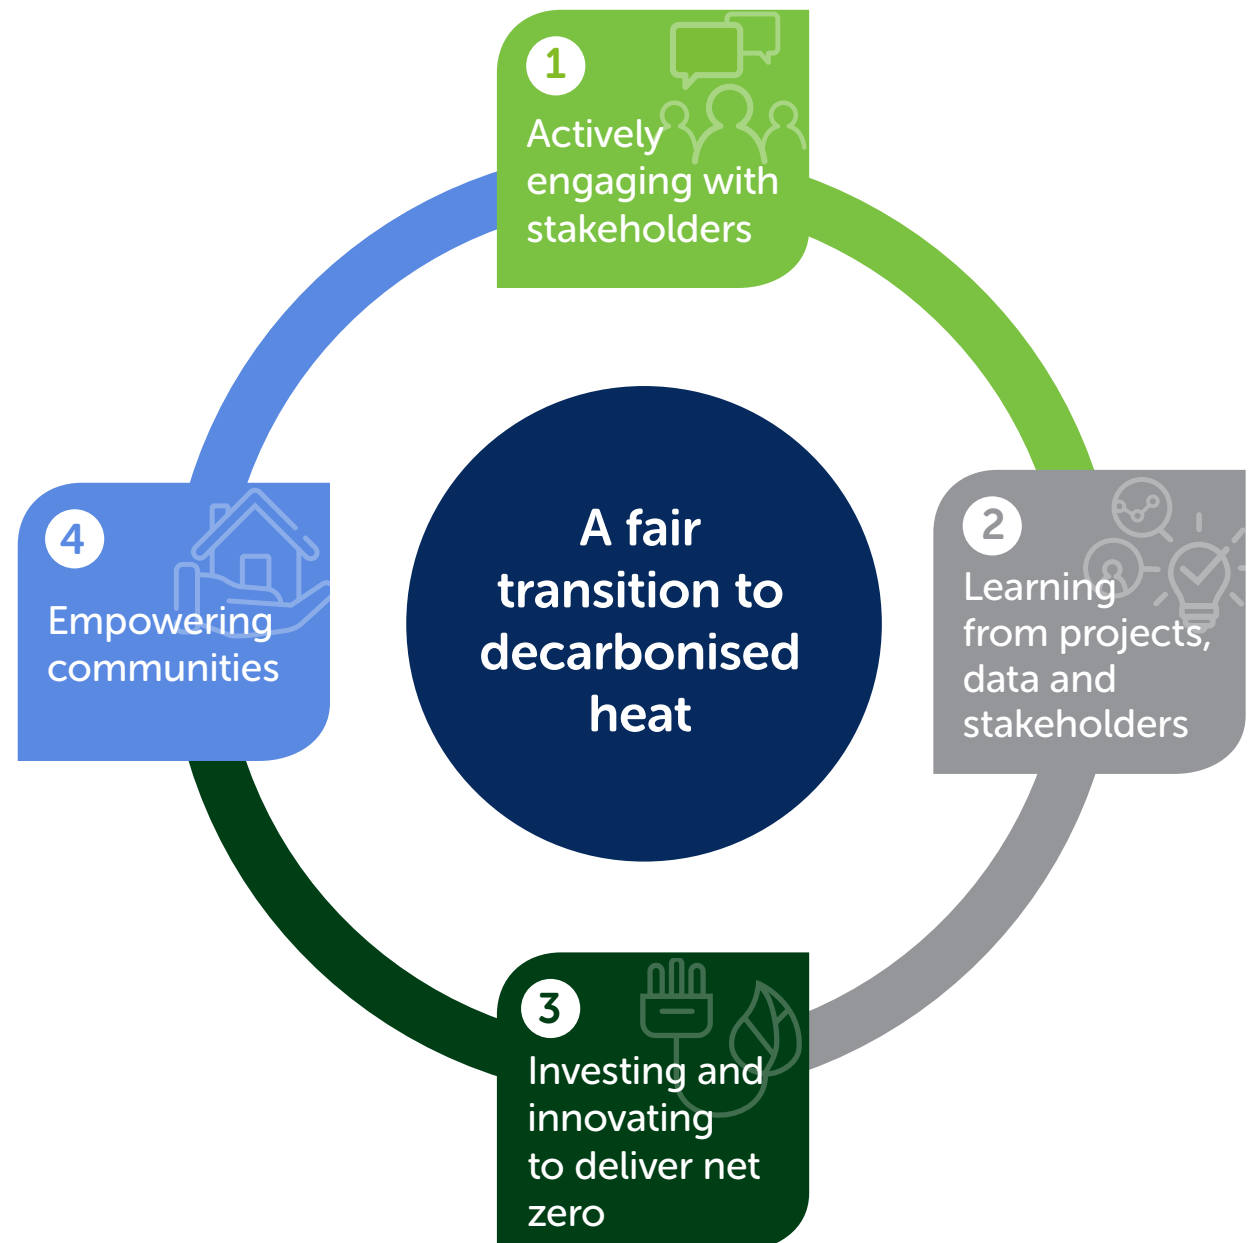 1
Actively
engaging with
stakeholders
2
Learning
from projects,
data and
stakeholders
3
Investing and
innovating
to deliver net
zero
4
Empowering
communities
A fair
transition to
decarbonised
heat